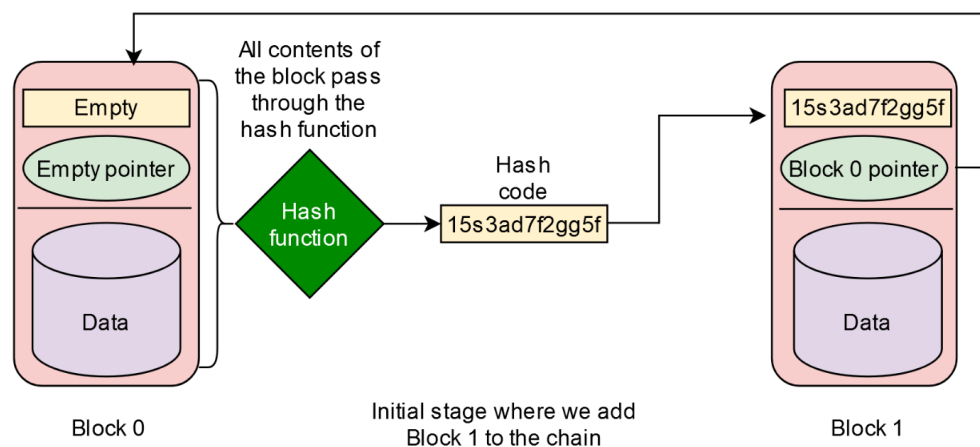 All contents of
the block pass
through the
hash function
Empty
Empty pointer
Data
Block 0
Hash
function
Hash
code
15s3ad7f2gg5f
Initial stage where we add
Block 1 to the chain
15s3ad7f2gg5f
Block 0 pointer
Data
Block 1